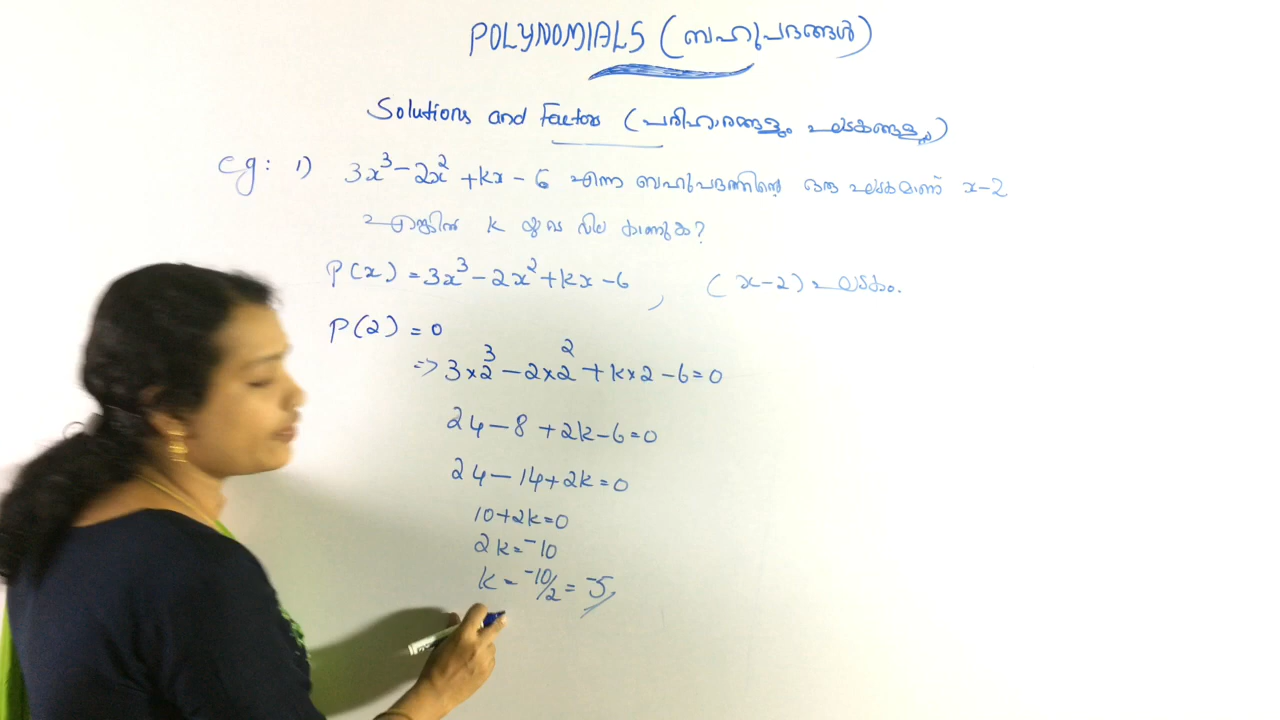 POLYNOMIALS (ബഹുപദങ്ങൾ)
Solutions and Factors (പരിഹാരങ്ങളും ഘടകങ്ങളും)
eg: 1) 3x³ - 2x² + kx - 6 എന്ന ബഹുപദത്തിന്റെ ഒരു ഘടകമാണ് x-2
എങ്കിൽ k യുടെ വില കാണുക?
P(x) = 3x³ - 2x² + kx - 6 , (x-2) ഘടകം.
P(2) = 0
=> 3×2³ - 2×2² + k×2 - 6 = 0
24 - 8 + 2k - 6 = 0
24 - 14 + 2k = 0
10 + 2k = 0
2k = -10
k = -10/2 = -5